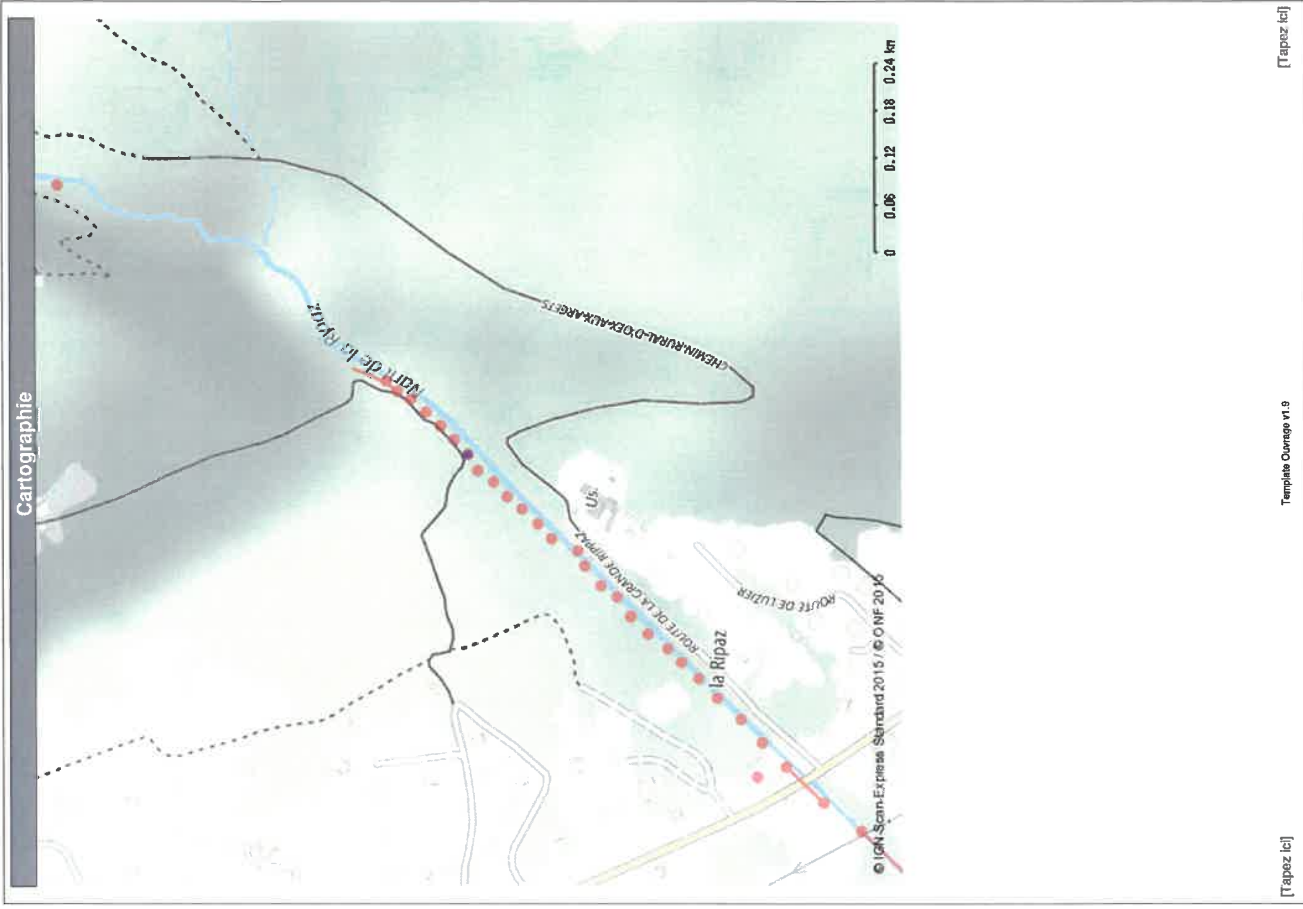 Cartographie
Nant de la Ripaz
CHEMIN-RURAL-D'OEX-AUX-ARGETS
Us.
ROUTE DE LA GRANDE RIPPAZ
ROUTE DE LUZIER
la Ripaz
0 0.06 0.12 0.18 0.24 km
© IGN-Scan-Express Standard 2015 / © ONF 2015
[Tapez ici]
Template Ouvrage v1.9
[Tapez ici]